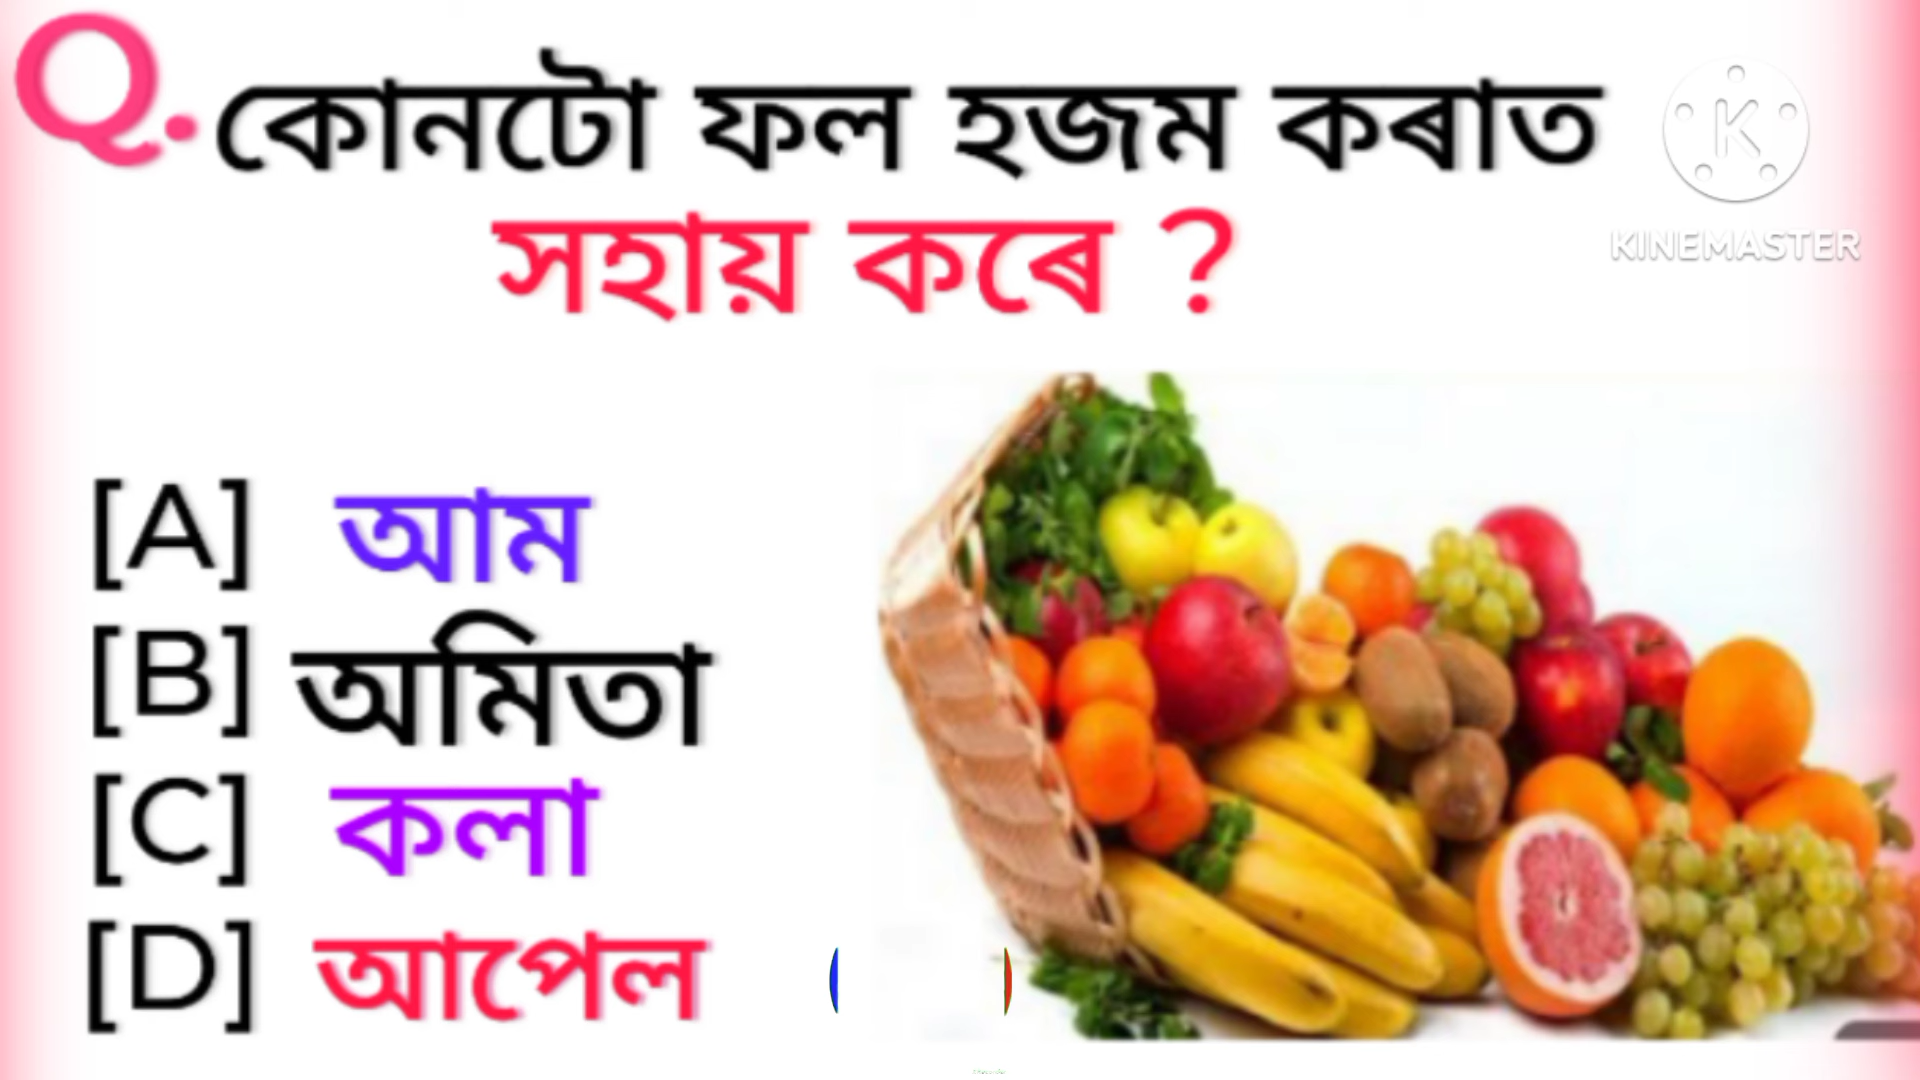 Q. কোনটো ফল হজম কৰাত
সহায় কৰে ?
KINEMASTER
[A] আম
[B] অমিতা
[C] কলা
[D] আপেল